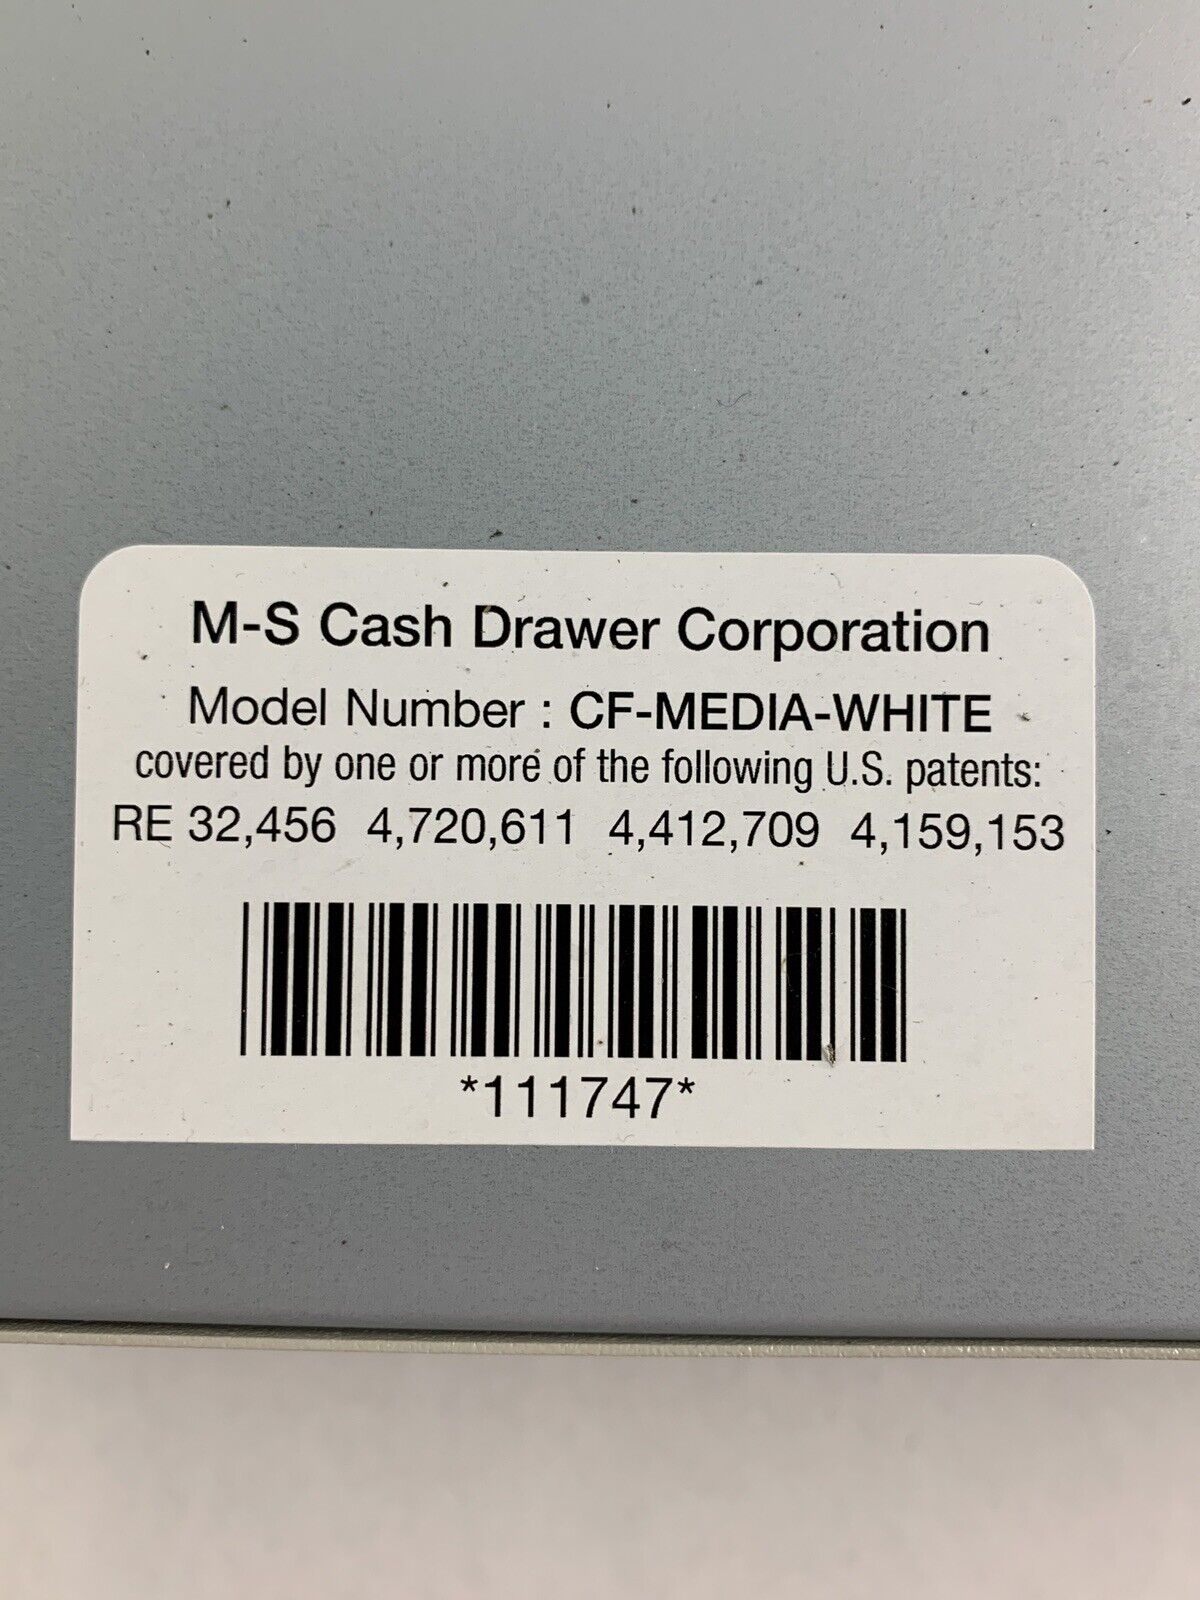 M-S Cash Drawer Corporation
Model Number : CF-MEDIA-WHITE
covered by one or more of the following U.S. patents:
RE 32,456 4,720,611 4,412,709 4,159,153
*111747*